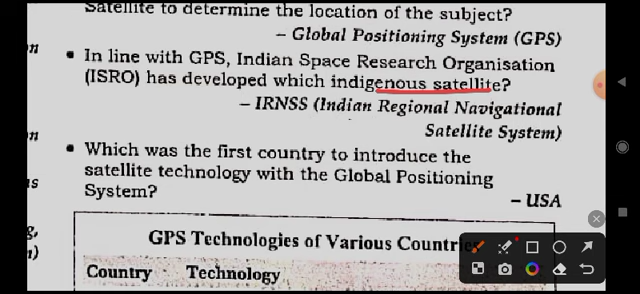 Satellite to determine the location of the subject?
– Global Positioning System (GPS)
• In line with GPS, Indian Space Research Organisation
(ISRO) has developed which indigenous satellite?
– IRNSS (Indian Regional Navigational
Satellite System)
• Which was the first country to introduce the
satellite technology with the Global Positioning
System?
– USA
GPS Technologies of Various
Country Technology